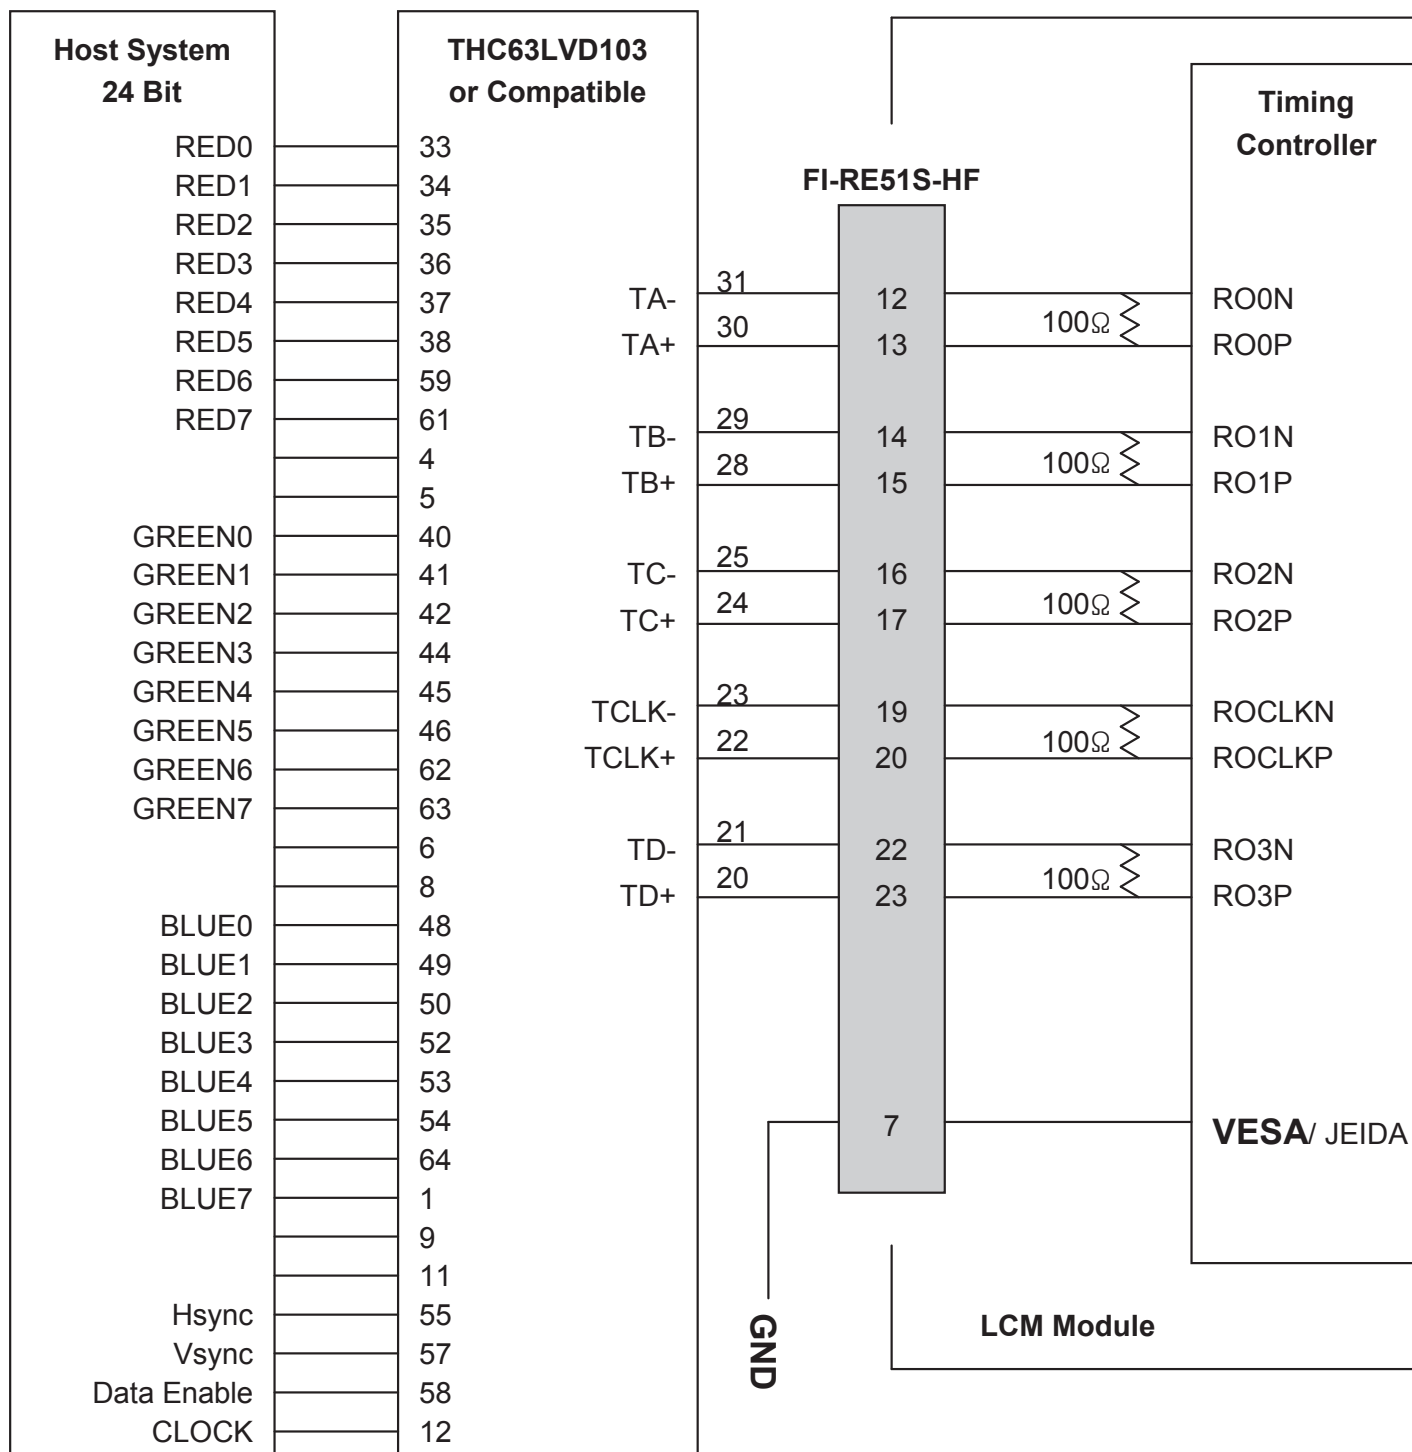 Host System
24 Bit
RED0
RED1
RED2
RED3
RED4
RED5
RED6
RED7
GREEN0
GREEN1
GREEN2
GREEN3
GREEN4
GREEN5
GREEN6
GREEN7
BLUE0
BLUE1
BLUE2
BLUE3
BLUE4
BLUE5
BLUE6
BLUE7
Hsync
Vsync
Data Enable
CLOCK
THC63LVD103
or Compatible
33
34
35
36
37
38
59
61
4
5
40
41
42
44
45
46
62
63
6
8
48
49
50
52
53
54
64
1
9
11
55
57
58
12
TA-
TA+
TB-
TB+
TC-
TC+
TCLK-
TCLK+
TD-
TD+
31
30
29
28
25
24
23
22
21
20
FI-RE51S-HF
12
13
14
15
16
17
19
20
22
23
7
GND
100Ω
100Ω
100Ω
100Ω
100Ω
Timing
Controller
RO0N
RO0P
RO1N
RO1P
RO2N
RO2P
ROCLKN
ROCLKP
RO3N
RO3P
VESA/ JEIDA
LCM Module